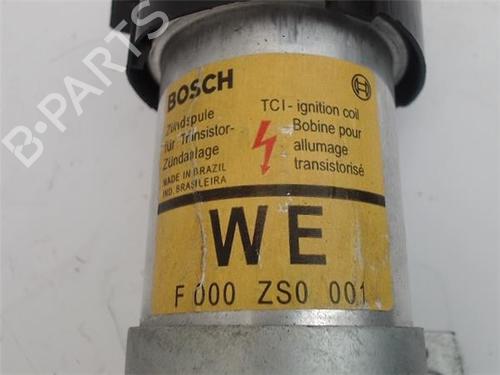 BOSCH
Zündspule
für Transistor-
Zündanlage
MADE IN BRAZIL
IND. BRASILEIRA
TCI-ignition coil
Bobine pour
allumage
transistorisé
WE
F 000 ZS0 001
B-PARTS